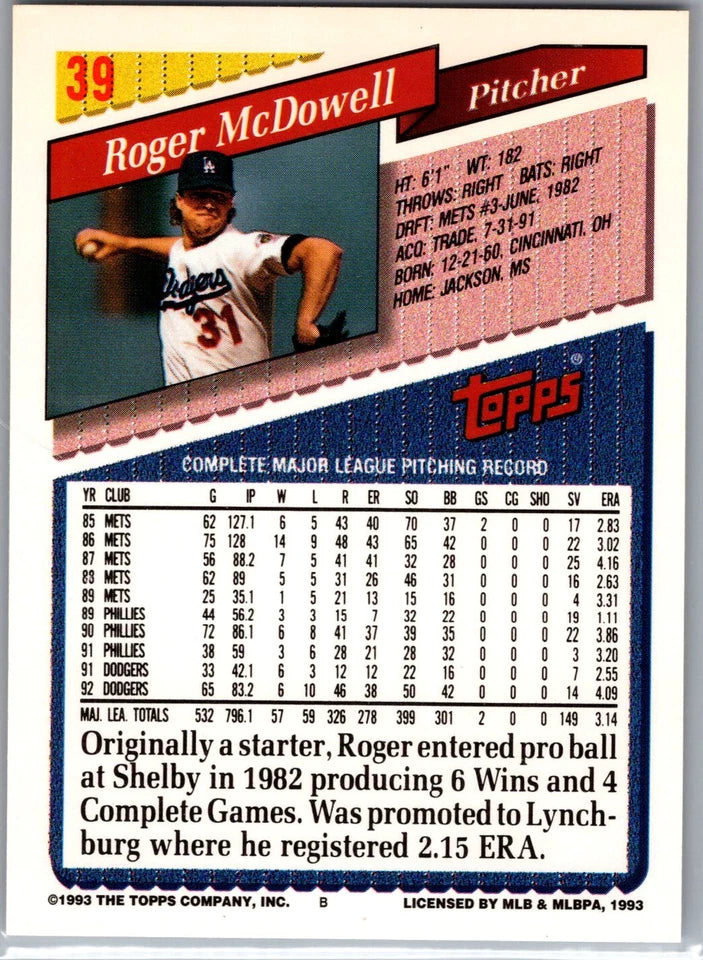 39
Roger McDowell
Pitcher
LA
Dodgers
31
HT: 6'1" WT: 182
THROWS: RIGHT BATS: RIGHT
DRFT: METS #3-JUNE, 1982
ACQ: TRADE, 7-31-91
BORN: 12-21-60, CINCINNATI, OH
HOME: JACKSON, MS
TOPPS ®
COMPLETE MAJOR LEAGUE PITCHING RECORD
YR CLUB G IP W L R ER SO BB GS CG SHO SV ERA
85 METS 62 127.1 6 5 43 40 70 37 2 0 0 17 2.83
86 METS 75 128 14 9 48 43 65 42 0 0 0 22 3.02
87 METS 56 88.2 7 5 41 41 32 28 0 0 0 25 4.16
88 METS 62 89 5 5 31 26 46 31 0 0 0 16 2.63
89 METS 25 35.1 1 5 21 13 15 16 0 0 0 4 3.31
89 PHILLIES 44 56.2 3 3 15 7 32 22 0 0 0 19 1.11
90 PHILLIES 72 86.1 6 8 41 37 39 35 0 0 0 22 3.86
91 PHILLIES 38 59 3 6 28 21 28 32 0 0 0 3 3.20
91 DODGERS 33 42.1 6 3 12 12 22 16 0 0 0 7 2.55
92 DODGERS 65 83.2 6 10 46 38 50 42 0 0 0 14 4.09
MAJ. LEA. TOTALS 532 796.1 57 59 326 278 399 301 2 0 0 149 3.14
Originally a starter, Roger entered pro ball
at Shelby in 1982 producing 6 Wins and 4
Complete Games. Was promoted to Lynch-
burg where he registered 2.15 ERA.
©1993 THE TOPPS COMPANY, INC. B LICENSED BY MLB & MLBPA, 1993